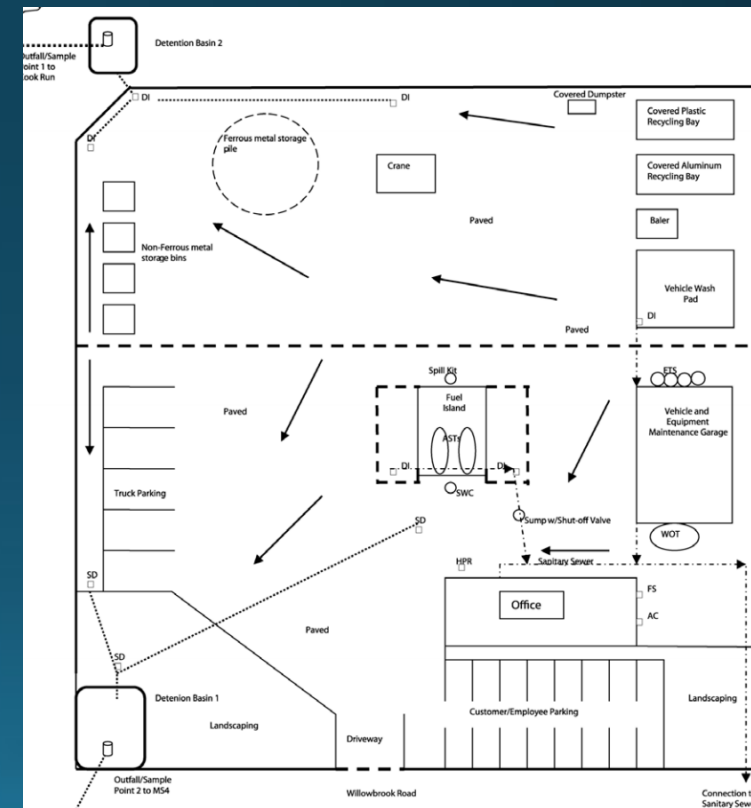 Detention Basin 2
Outfall/Sample
Point 1 to
DI
DI
DI
Covered Dumpster
Covered Plastic
Recycling Bay
Ferrous metal storage
pile
Crane
Covered Aluminum
Recycling Bay
Paved
Baler
Non-Ferrous metal
storage bins
Vehicle Wash
Pad
DI
Paved
Spill Kit
ETS
Fuel
Island
Paved
Vehicle and
Equipment
Maintenance Garage
ASTs
DI
DI
Truck Parking
SWC
SD
Sump w/Shut-off Valve
WOT
HPR
Sanitary Sewer
SD
FS
Office
AC
Paved
SD
Detenion Basin 1
Landscaping
Customer/Employee Parking
Landscaping
Driveway
Outfall/Sample
Point 2 to MS4
Willowbrook Road
Connection t
Sanitary Sew